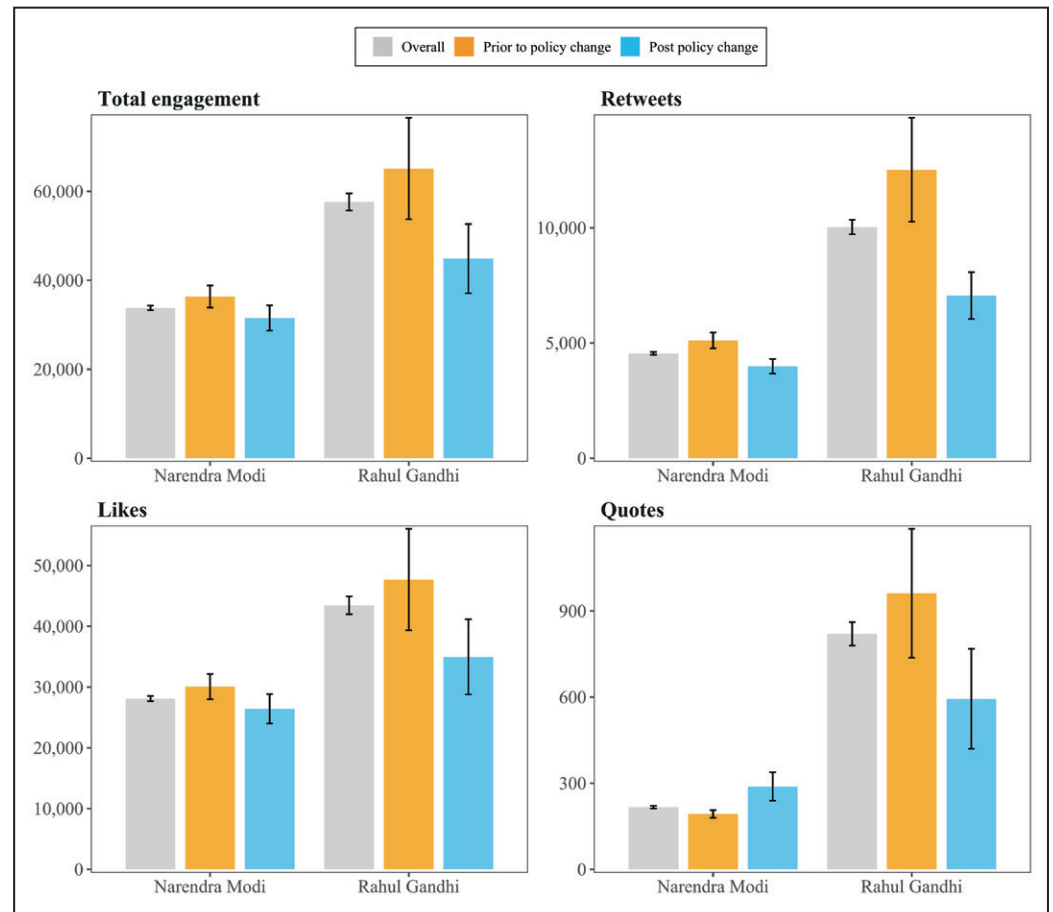 Overall Prior to policy change Post policy change
Total engagement
60,000
40,000
20,000
0
Narendra Modi Rahul Gandhi
Retweets
10,000
5,000
0
Narendra Modi Rahul Gandhi
Likes
50,000
40,000
30,000
20,000
10,000
0
Narendra Modi Rahul Gandhi
Quotes
900
600
300
0
Narendra Modi Rahul Gandhi